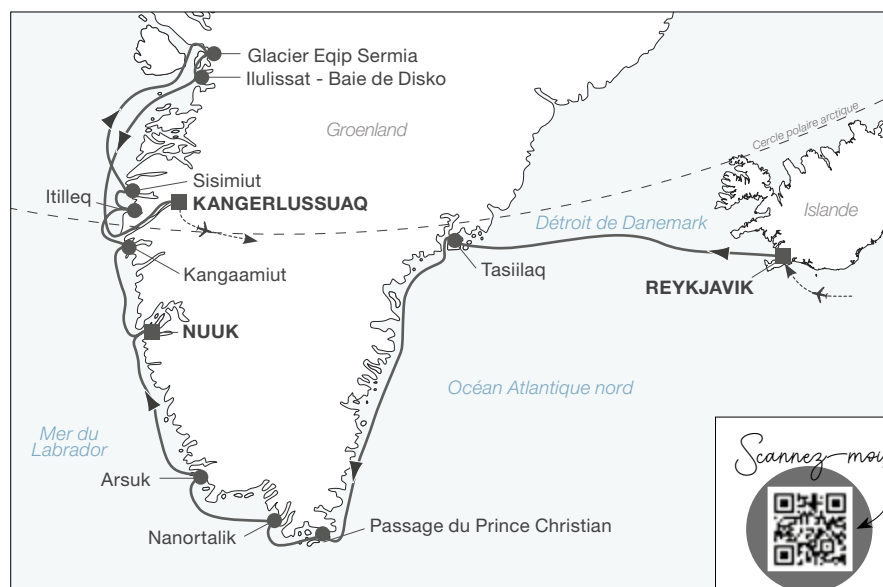 Glacier Eqip Sermia
Ilulissat - Baie de Disko
Groenland
Cercle polaire arctique
Sisimiut
Itilleq
KANGERLUSSUAQ
Islande
Détroit de Danemark
Kangaamiut
Tasiilaq
REYKJAVIK
NUUK
Océan Atlantique nord
Mer du
Labrador
Arsuk
Nanortalik
Passage du Prince Christian
Scannez-moi